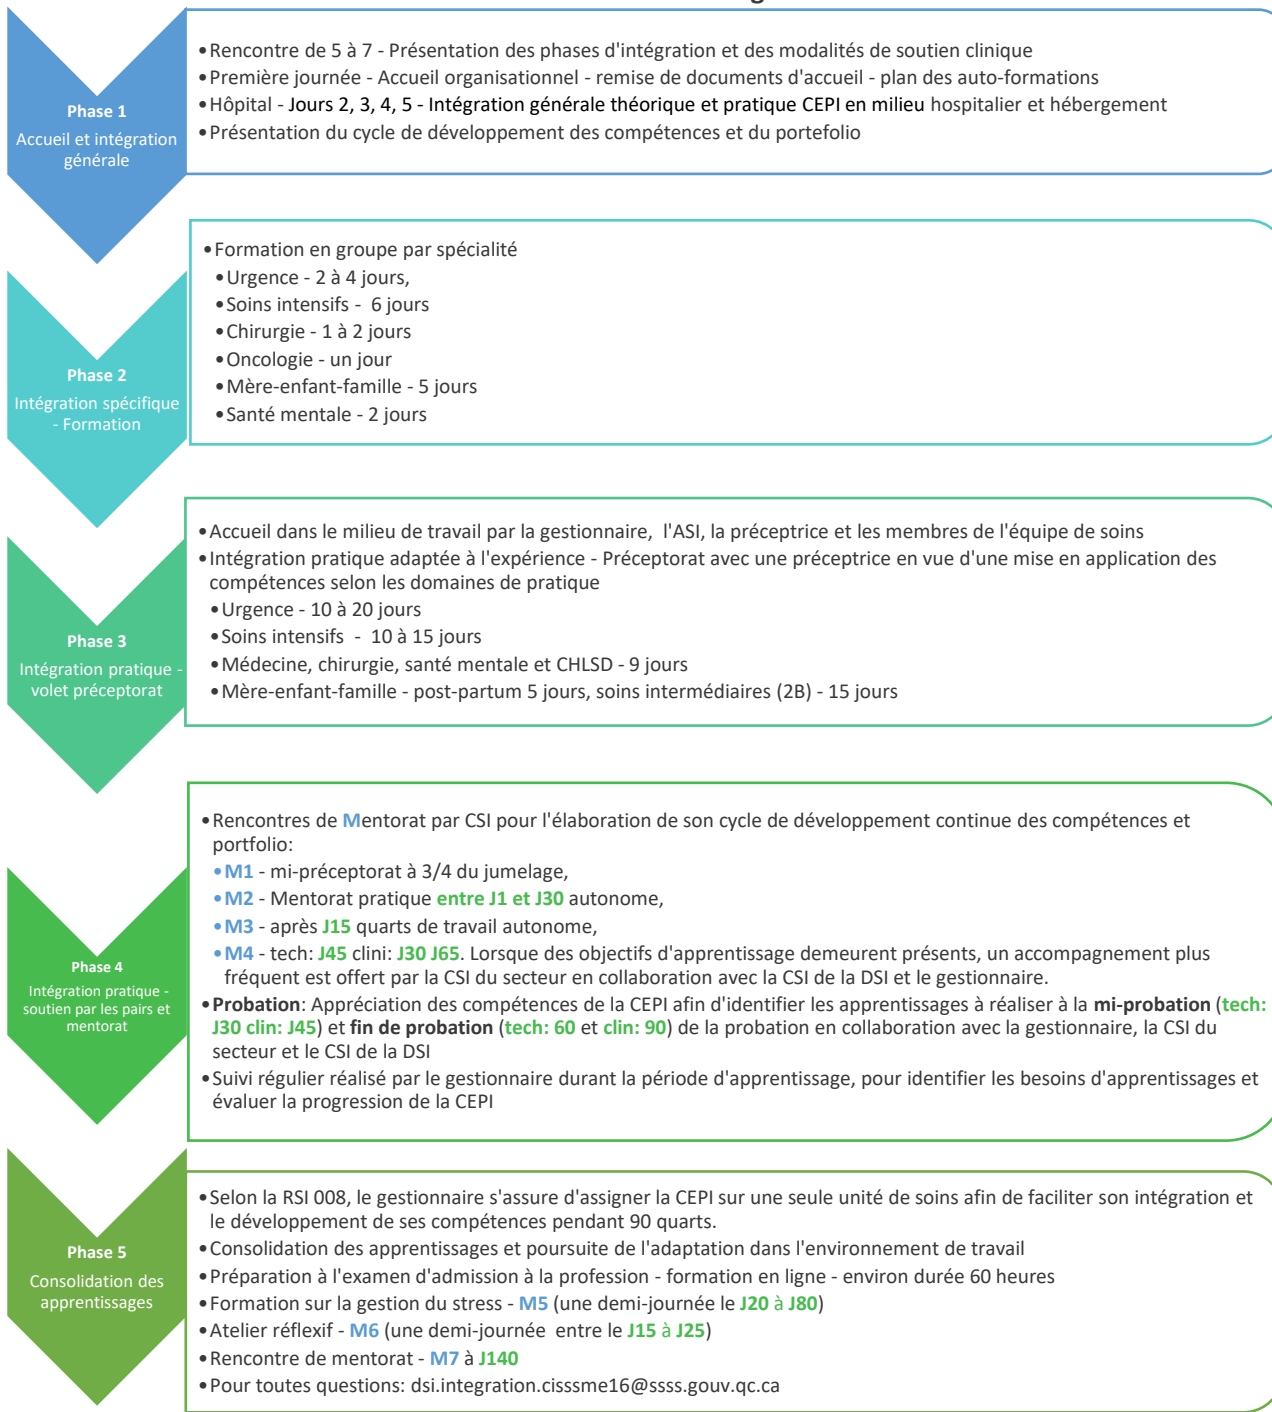 Phase 1
Accueil et intégration
générale
•Rencontre de 5 à 7 - Présentation des phases d'intégration et des modalités de soutien clinique
•Première journée - Accueil organisationnel - remise de documents d'accueil - plan des auto-formations
•Hôpital - Jours 2, 3, 4, 5 - Intégration générale théorique et pratique CEPI en milieu hospitalier et hébergement
•Présentation du cycle de développement des compétences et du portefolio
Phase 2
Intégration spécifique
- Formation
•Formation en groupe par spécialité
•Urgence - 2 à 4 jours,
•Soins intensifs - 6 jours
•Chirurgie - 1 à 2 jours
•Oncologie - un jour
•Mère-enfant-famille - 5 jours
•Santé mentale - 2 jours
Phase 3
Intégration pratique -
volet préceptorat
•Accueil dans le milieu de travail par la gestionnaire, l'ASI, la préceptrice et les membres de l'équipe de soins
•Intégration pratique adaptée à l'expérience - Préceptorat avec une préceptrice en vue d'une mise en application des
compétences selon les domaines de pratique
•Urgence - 10 à 20 jours
•Soins intensifs - 10 à 15 jours
•Médecine, chirurgie, santé mentale et CHLSD - 9 jours
•Mère-enfant-famille - post-partum 5 jours, soins intermédiaires (2B) - 15 jours
Phase 4
Intégration pratique -
soutien par les pairs et
mentorat
•Rencontres de Mentorat par CSI pour l'élaboration de son cycle de développement continue des compétences et
portfolio:
•M1 - mi-préceptorat à 3/4 du jumelage,
•M2 - Mentorat pratique entre J1 et J30 autonome,
•M3 - après J15 quarts de travail autonome,
•M4 - tech: J45 clini: J30 J65. Lorsque des objectifs d'apprentissage demeurent présents, un accompagnement plus
fréquent est offert par la CSI du secteur en collaboration avec la CSI de la DSI et le gestionnaire.
•Probation: Appréciation des compétences de la CEPI afin d'identifier les apprentissages à réaliser à la mi-probation (tech:
J30 clin: J45) et fin de probation (tech: 60 et clin: 90) de la probation en collaboration avec la gestionnaire, la CSI du
secteur et le CSI de la DSI
•Suivi régulier réalisé par le gestionnaire durant la période d'apprentissage, pour identifier les besoins d'apprentissages et
évaluer la progression de la CEPI
Phase 5
Consolidation des
apprentissages
•Selon la RSI 008, le gestionnaire s'assure d'assigner la CEPI sur une seule unité de soins afin de faciliter son intégration et
le développement de ses compétences pendant 90 quarts.
•Consolidation des apprentissages et poursuite de l'adaptation dans l'environnement de travail
•Préparation à l'examen d'admission à la profession - formation en ligne - environ durée 60 heures
•Formation sur la gestion du stress - M5 (une demi-journée le J20 à J80)
•Atelier réflexif - M6 (une demi-journée entre le J15 à J25)
•Rencontre de mentorat - M7 à J140
•Pour toutes questions: dsi.integration.cisssme16@ssss.gouv.qc.ca